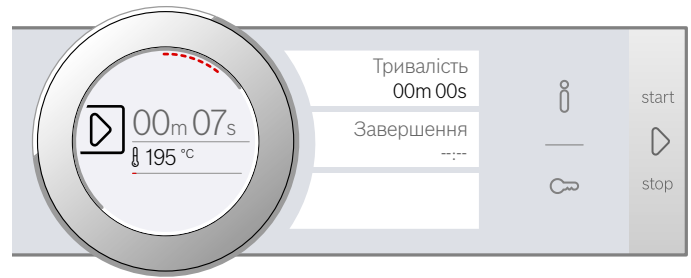 00m 07s
195 °C
Тривалість
00m 00s
Завершення
--:--
start
stop